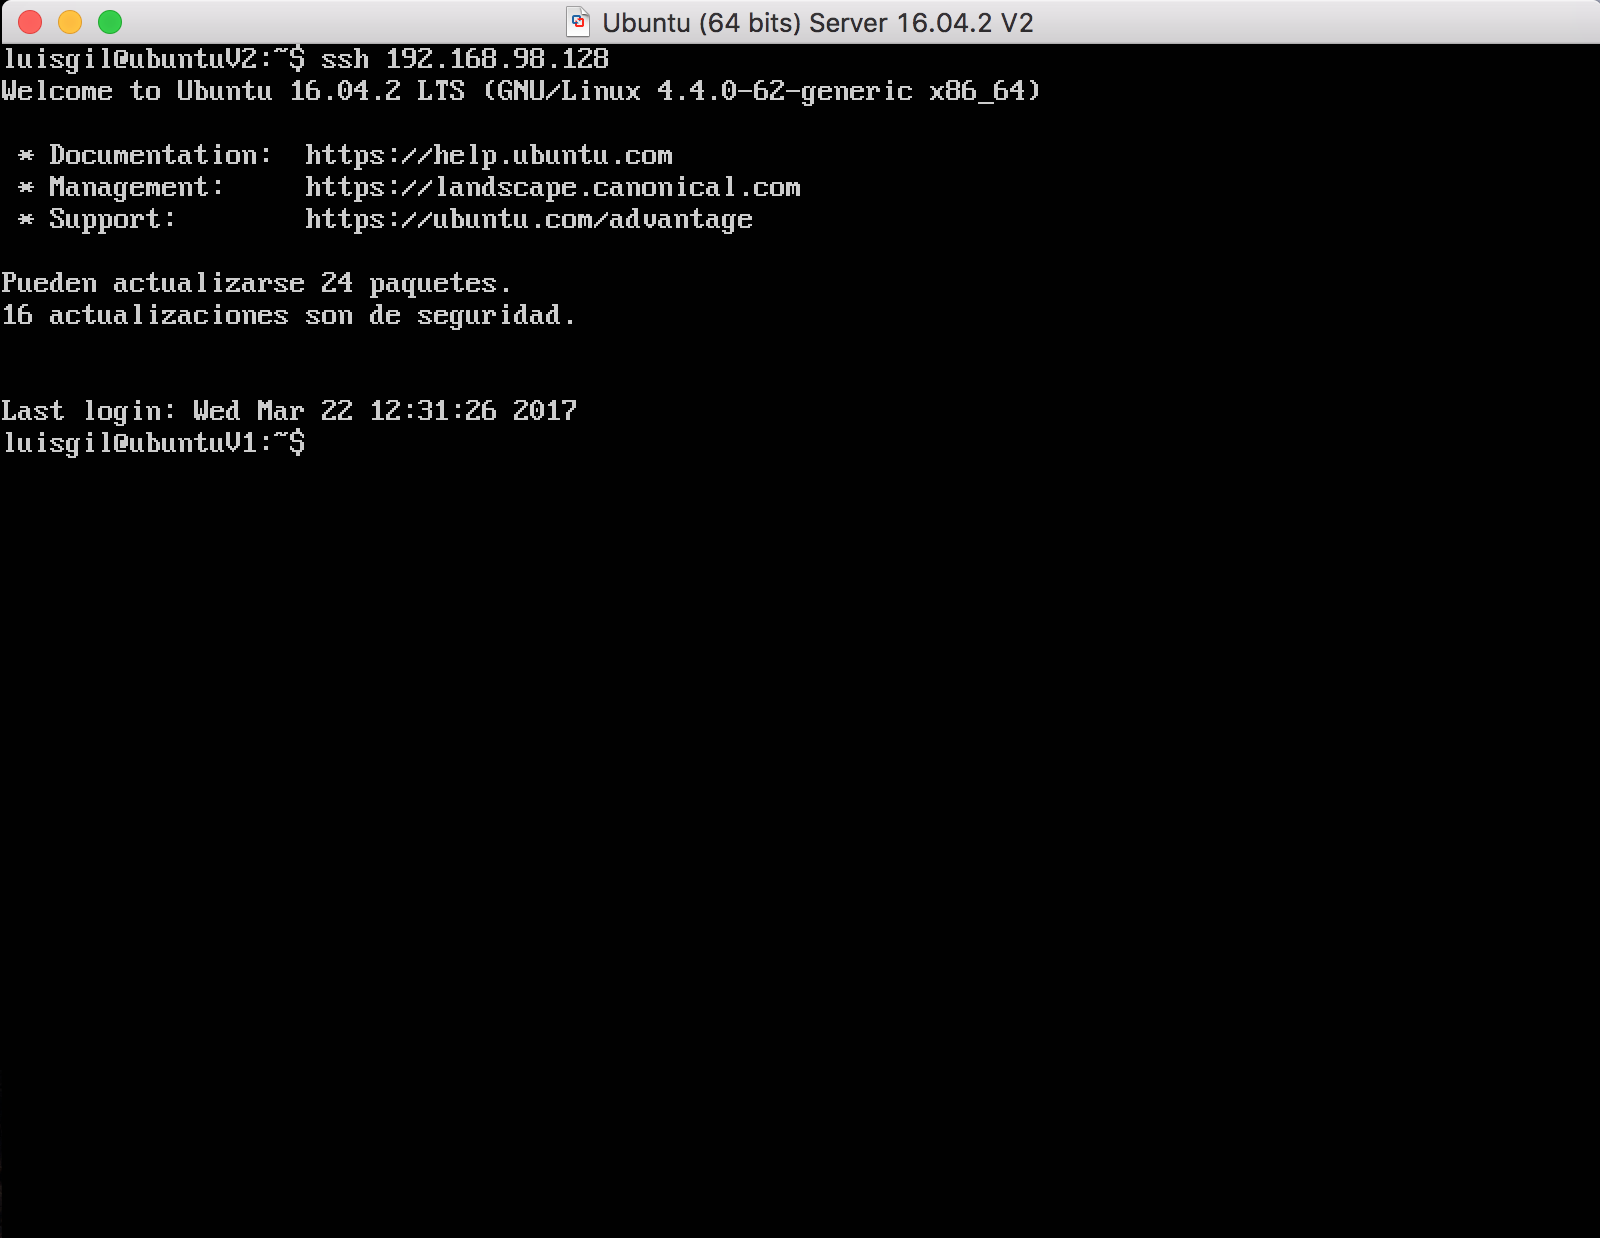 Ubuntu (64 bits) Server 16.04.2 V2
luisgil@ubuntuV2:~$ ssh 192.168.98.128
Welcome to Ubuntu 16.04.2 LTS (GNU/Linux 4.4.0-62-generic x86_64)
* Documentation:  https://help.ubuntu.com
* Management:     https://landscape.canonical.com
* Support:        https://ubuntu.com/advantage
Pueden actualizarse 24 paquetes.
16 actualizaciones son de seguridad.
Last login: Wed Mar 22 12:31:26 2017
luisgil@ubuntuV1:~$